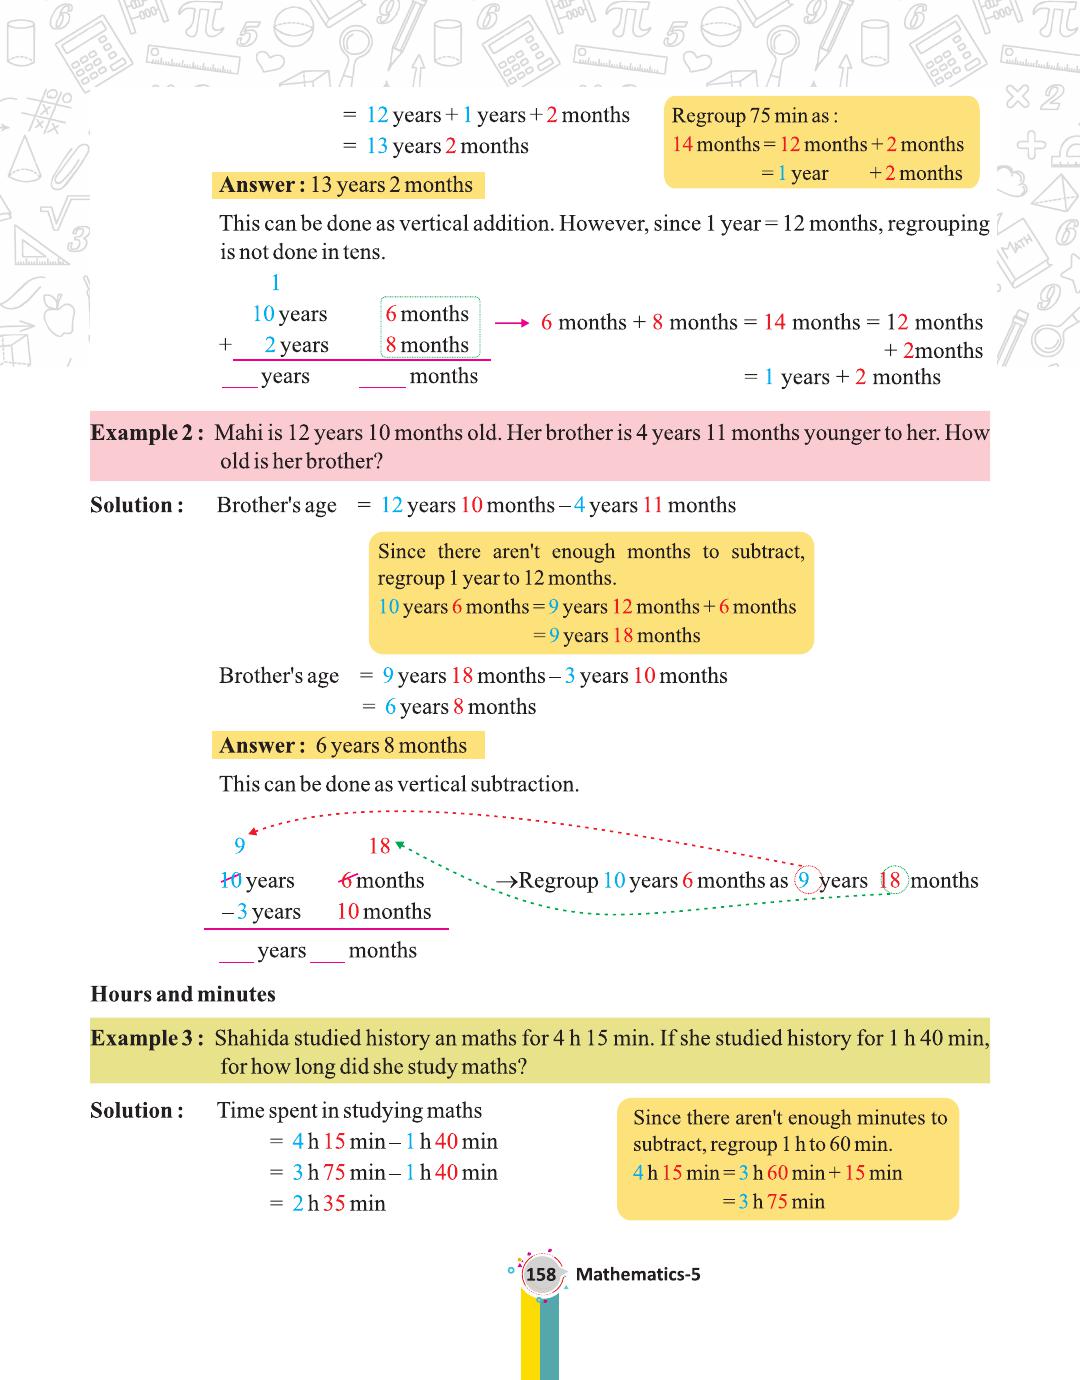 = 12 years + 1 years + 2 months
= 13 years 2 months
Regroup 75 min as :
14 months = 12 months + 2 months
= 1 year + 2 months
Answer : 13 years 2 months
This can be done as vertical addition. However, since 1 year = 12 months, regrouping
is not done in tens.
1
10 years 6 months → 6 months + 8 months = 14 months = 12 months
+ 2 years 8 months + 2months
___ years ____ months = 1 years + 2 months
Example 2 : Mahi is 12 years 10 months old. Her brother is 4 years 11 months younger to her. How
old is her brother?
Solution : Brother's age = 12 years 10 months – 4 years 11 months
Since there aren't enough months to subtract,
regroup 1 year to 12 months.
10 years 6 months = 9 years 12 months + 6 months
= 9 years 18 months
Brother's age = 9 years 18 months – 3 years 10 months
= 6 years 8 months
Answer : 6 years 8 months
This can be done as vertical subtraction.
9 18
10 years 6 months →Regroup 10 years 6 months as 9 years 18 months
– 3 years 10 months
___ years ___ months
Hours and minutes
Example 3 : Shahida studied history an maths for 4 h 15 min. If she studied history for 1 h 40 min,
for how long did she study maths?
Solution : Time spent in studying maths
= 4 h 15 min – 1 h 40 min
= 3 h 75 min – 1 h 40 min
= 2 h 35 min
Since there aren't enough minutes to
subtract, regroup 1 h to 60 min.
4 h 15 min = 3 h 60 min + 15 min
= 3 h 75 min
158 Mathematics-5